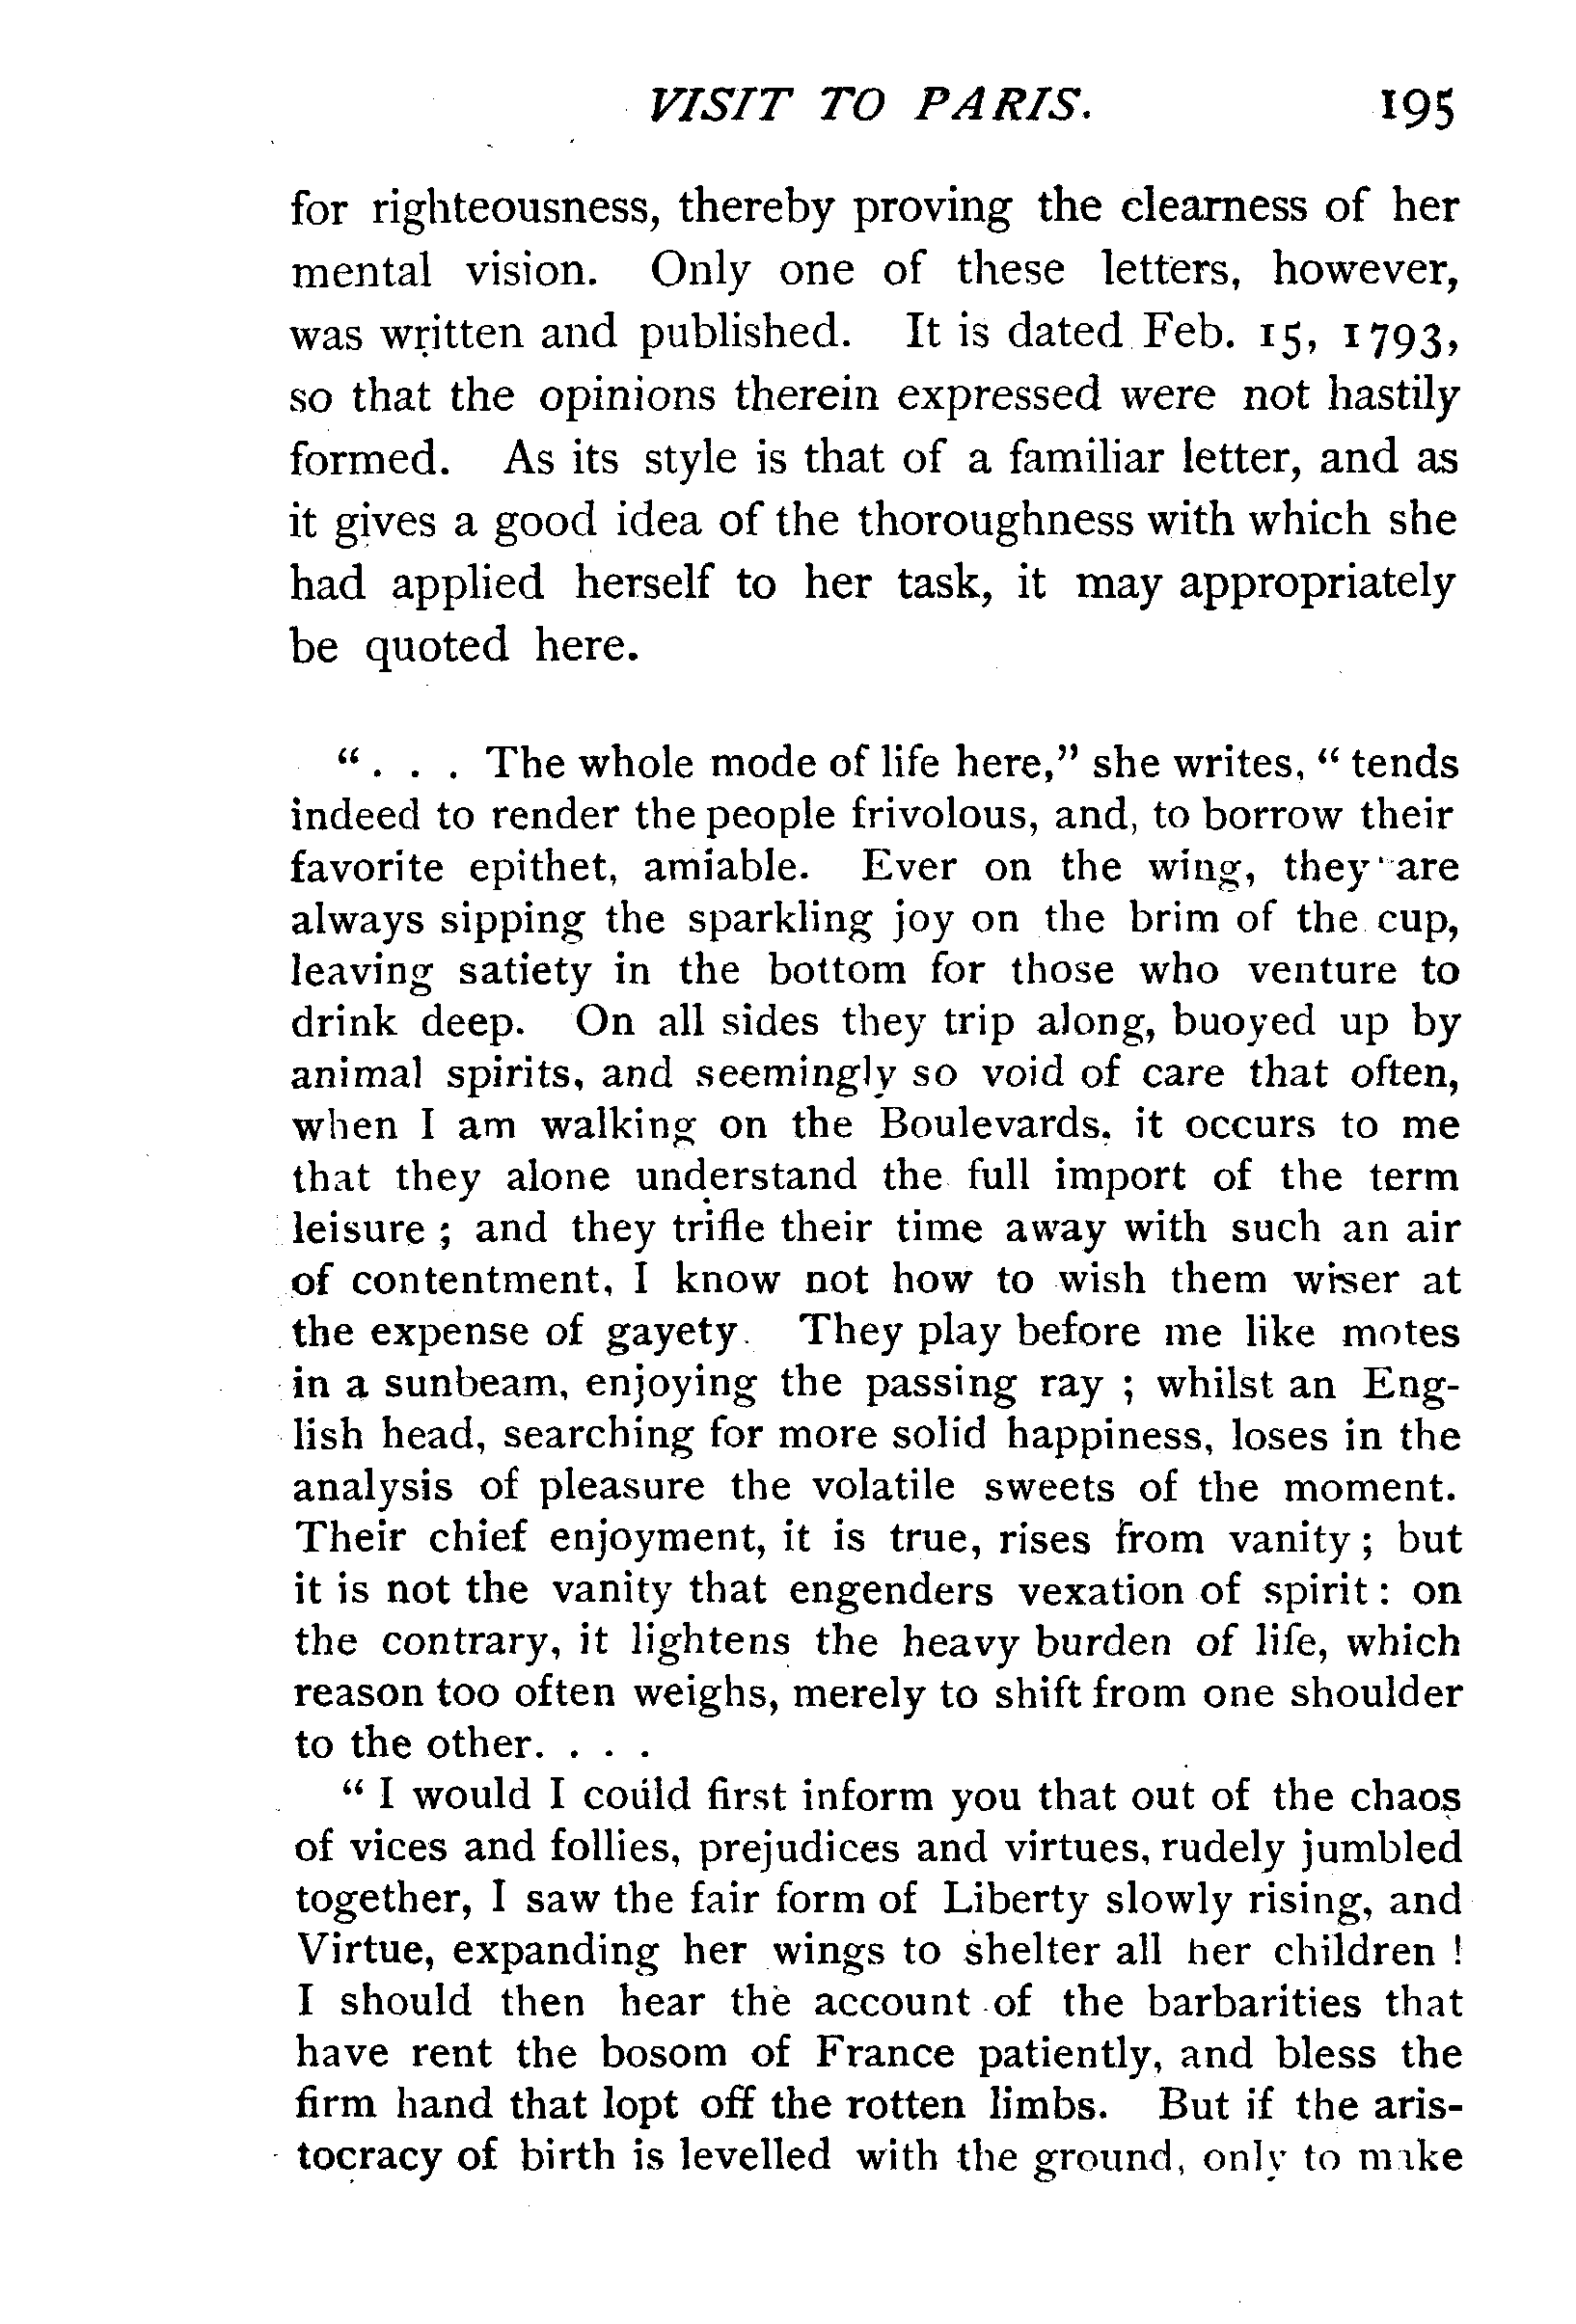 VISIT TO PARIS. 195
for righteousness, thereby proving the clearness of her
mental vision. Only one of these letters, however,
was written and published. It is dated Feb. 15, 1793,
so that the opinions therein expressed were not hastily
formed. As its style is that of a familiar letter, and as
it gives a good idea of the thoroughness with which she
had applied herself to her task, it may appropriately
be quoted here.
“ . . . The whole mode of life here,” she writes, “ tends
indeed to render the people frivolous, and, to borrow their
favorite epithet, amiable. Ever on the wing, they are
always sipping the sparkling joy on the brim of the cup,
leaving satiety in the bottom for those who venture to
drink deep. On all sides they trip along, buoyed up by
animal spirits, and seemingly so void of care that often,
when I am walking on the Boulevards, it occurs to me
that they alone understand the full import of the term
leisure ; and they trifle their time away with such an air
of contentment, I know not how to wish them wiser at
the expense of gayety. They play before me like motes
in a sunbeam, enjoying the passing ray ; whilst an Eng-
lish head, searching for more solid happiness, loses in the
analysis of pleasure the volatile sweets of the moment.
Their chief enjoyment, it is true, rises from vanity ; but
it is not the vanity that engenders vexation of spirit : on
the contrary, it lightens the heavy burden of life, which
reason too often weighs, merely to shift from one shoulder
to the other. . . .
“ I would I could first inform you that out of the chaos
of vices and follies, prejudices and virtues, rudely jumbled
together, I saw the fair form of Liberty slowly rising, and
Virtue, expanding her wings to shelter all her children !
I should then hear the account of the barbarities that
have rent the bosom of France patiently, and bless the
firm hand that lopt off the rotten limbs. But if the aris-
tocracy of birth is levelled with the ground, only to make